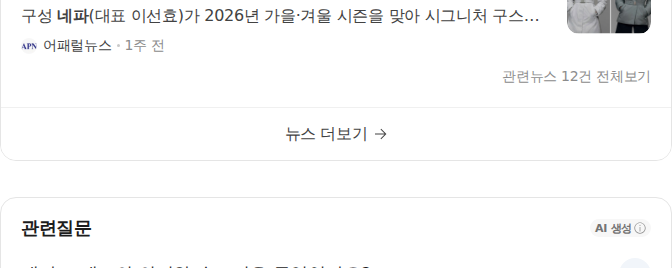 구성 네파(대표 이선효)가 2026년 가을·겨울 시즌을 맞아 시그니처 구스...
APN 어패럴뉴스 · 1주 전
관련뉴스 12건 전체보기
뉴스 더보기 →
관련질문
AI 생성 ⓘ